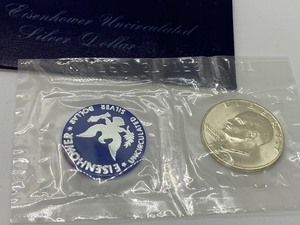 Eisenhower Uncirculated
Silver Dollar
EISENHOWER
UNCIRCULATED
SILVER DOLLAR